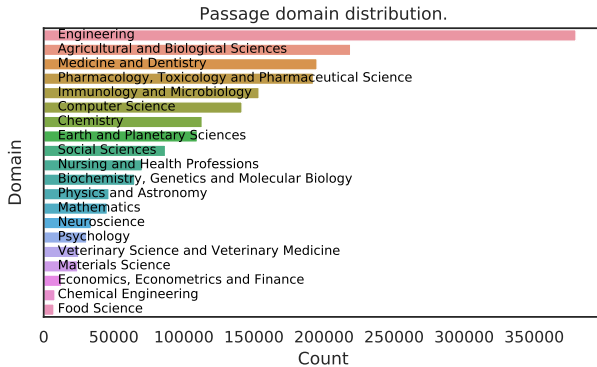 Passage domain distribution.
Engineering
Agricultural and Biological Sciences
Medicine and Dentistry
Pharmacology, Toxicology and Pharmaceutical Science
Immunology and Microbiology
Computer Science
Chemistry
Earth and Planetary Sciences
Social Sciences
Nursing and Health Professions
Biochemistry, Genetics and Molecular Biology
Physics and Astronomy
Mathematics
Neuroscience
Psychology
Veterinary Science and Veterinary Medicine
Materials Science
Economics, Econometrics and Finance
Chemical Engineering
Food Science
Domain
0 50000 100000 150000 200000 250000 300000 350000
Count